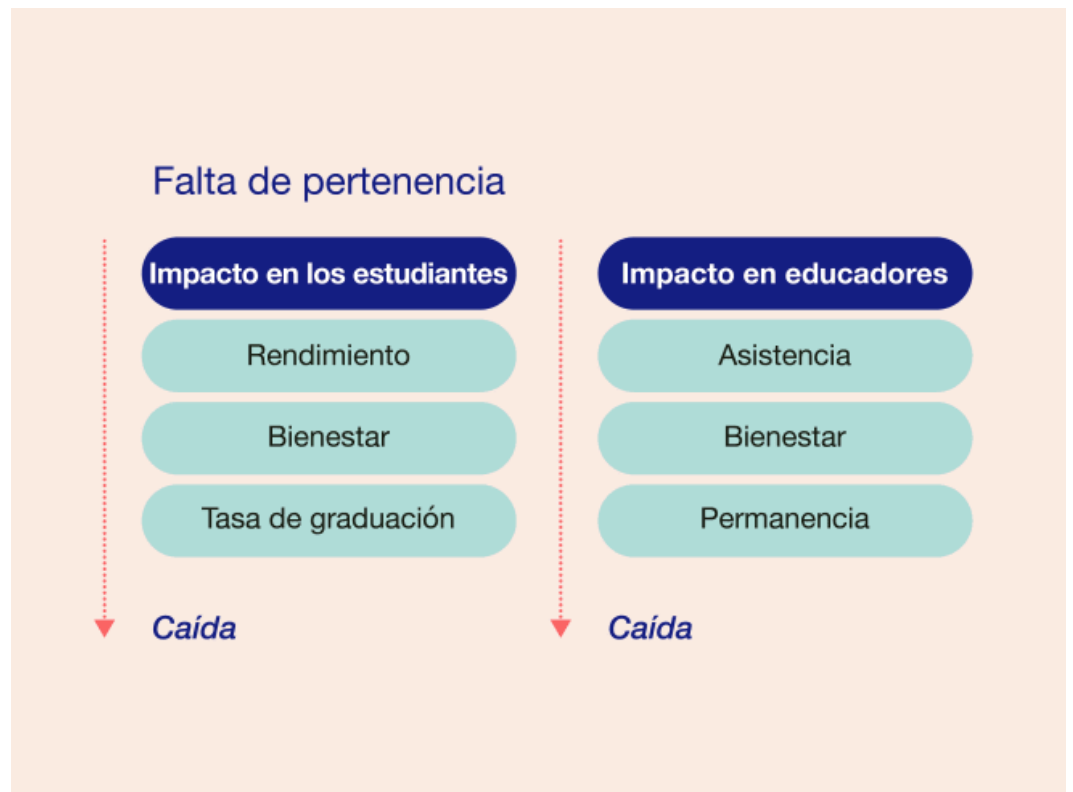 Falta de pertenencia
Impacto en los estudiantes
Rendimiento
Bienestar
Tasa de graduación
Caída
Impacto en educadores
Asistencia
Bienestar
Permanencia
Caída